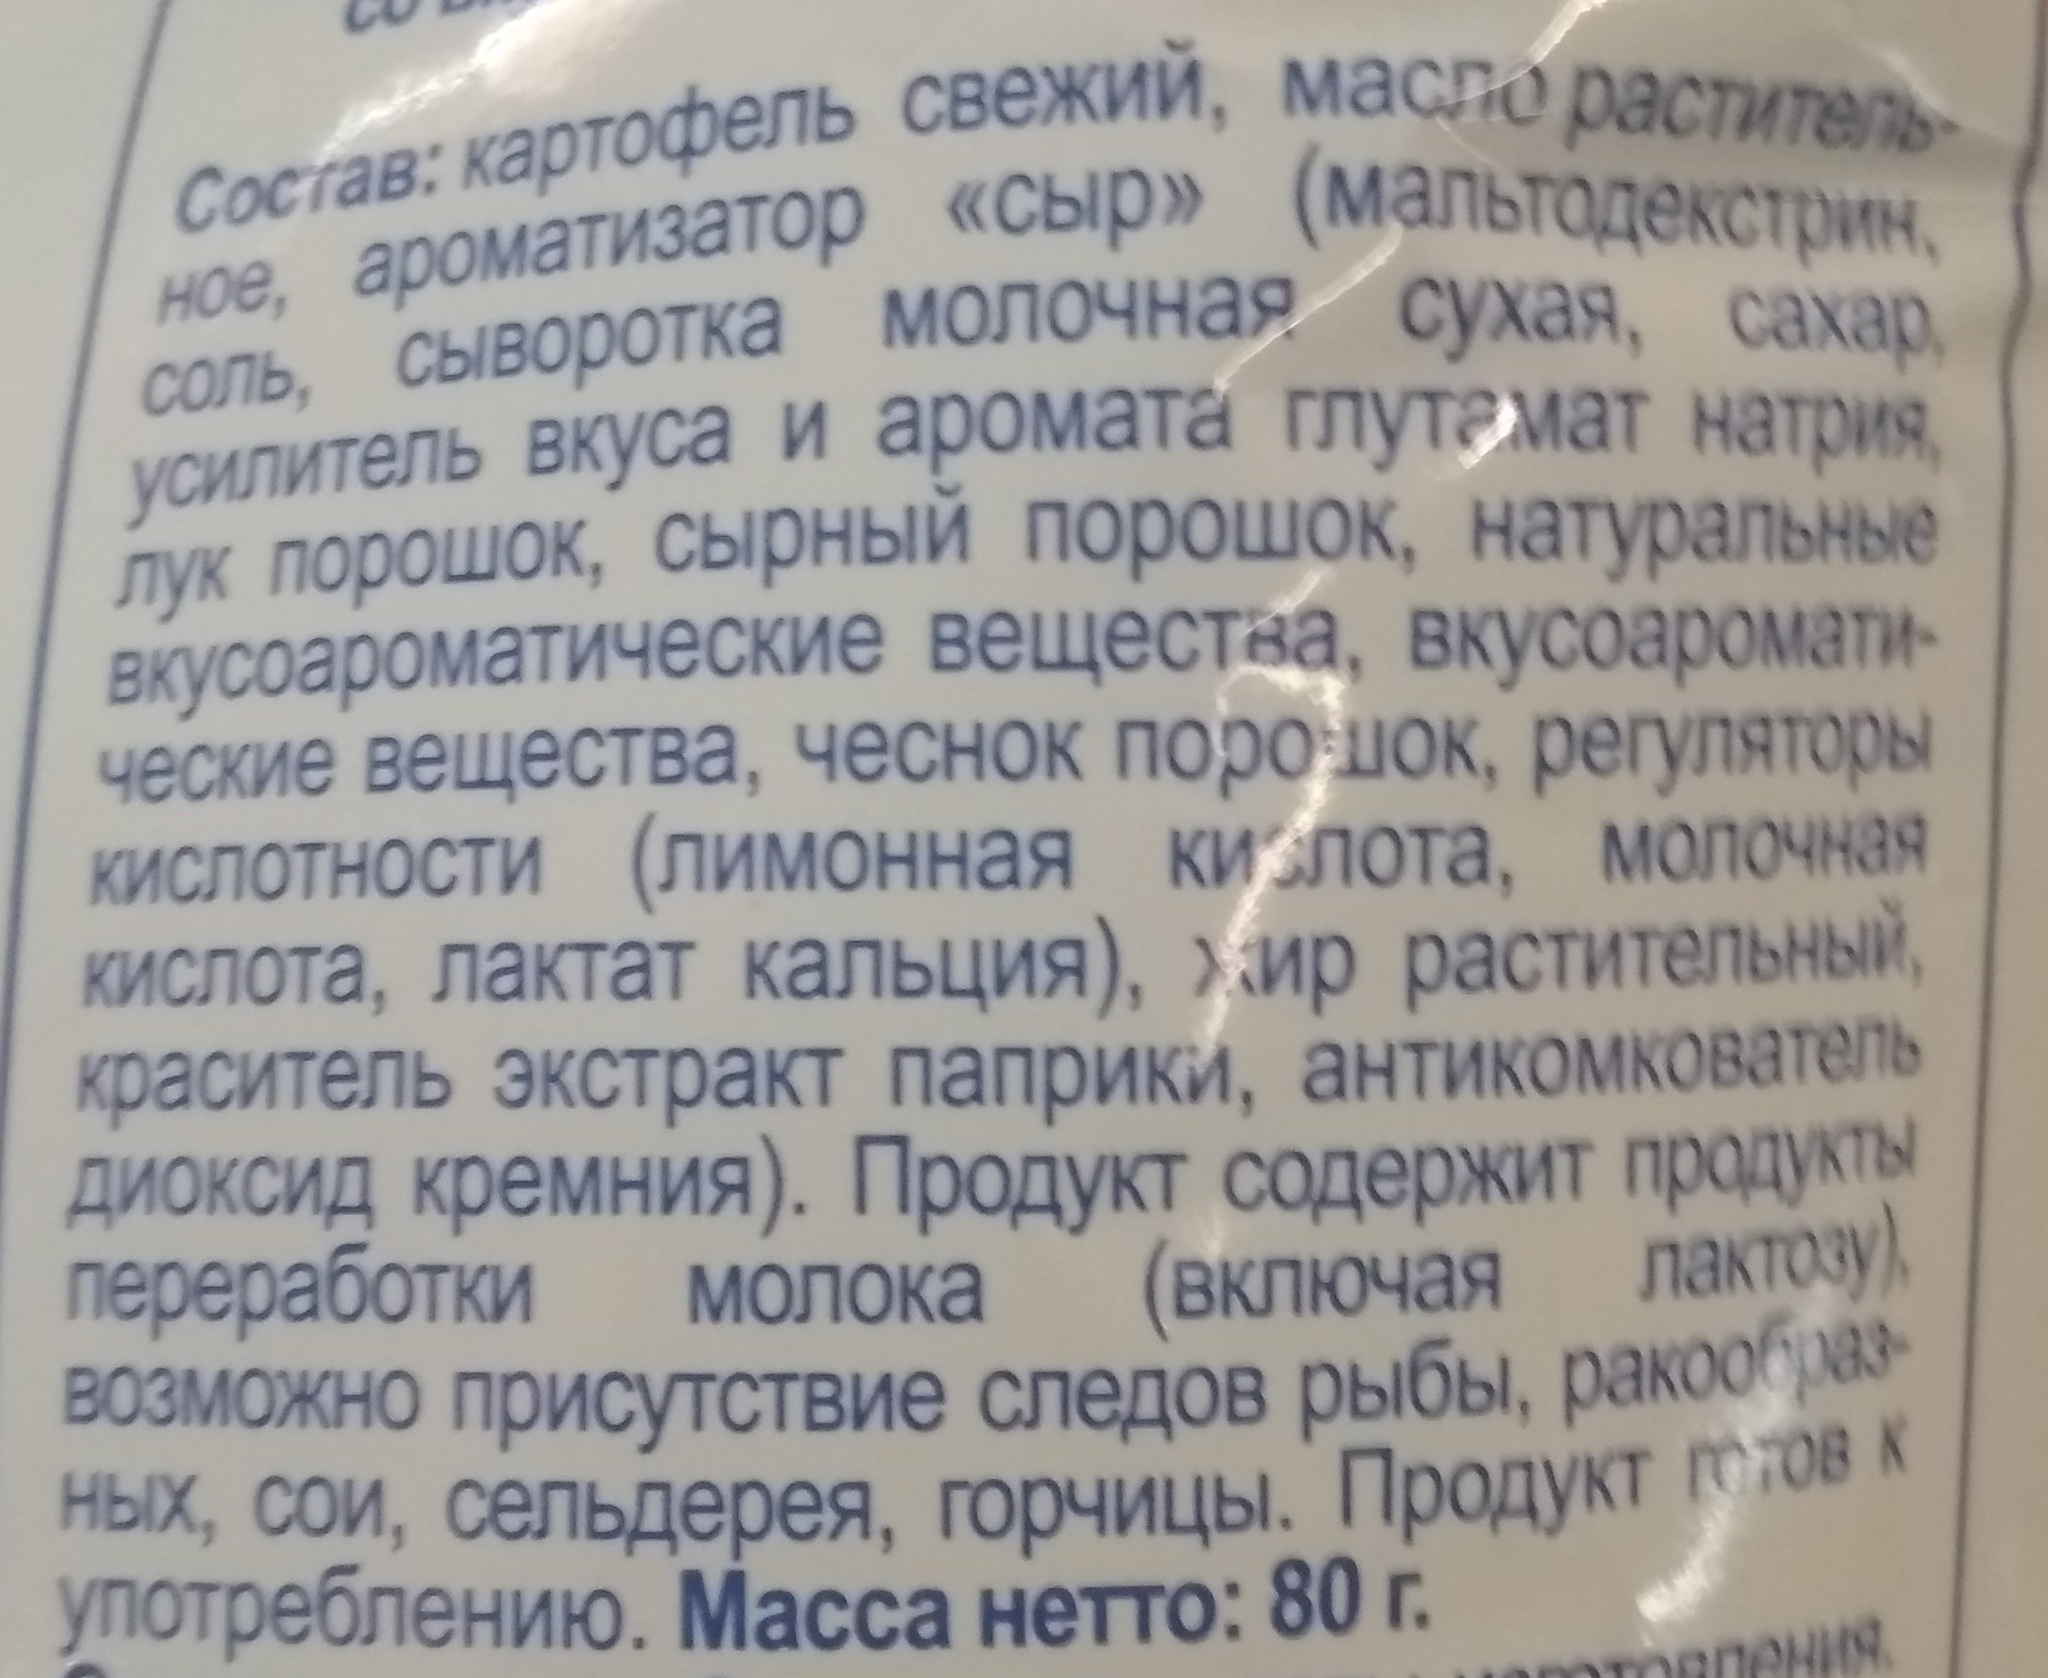 со
Состав: картофель свежий, масло раститель-
ное, ароматизатор «сыр» (мальтодекстрин,
соль, сыворотка молочная сухая, сахар,
усилитель вкуса и аромата глутамат натрия,
лук порошок, сырный порошок, натуральные
вкусоароматические вещества, вкусоаромати-
ческие вещества, чеснок порошок, регуляторы
кислотности (лимонная кислота, молочная
кислота, лактат кальция), жир растительный,
краситель экстракт паприки, антикомкователь
диоксид кремния). Продукт содержит продукты
переработки молока (включая лактозу),
возможно присутствие следов рыбы, ракообраз-
ных, сои, сельдерея, горчицы. Продукт готов к
употреблению. Масса нетто: 80 г.
изготовления.